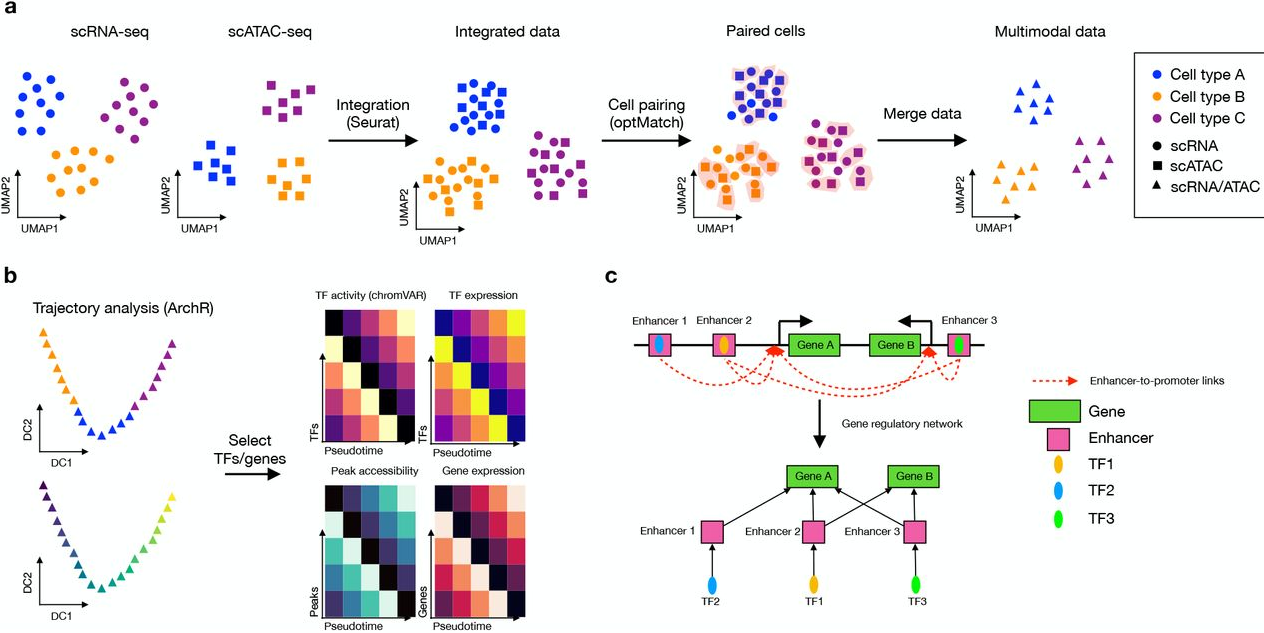 a
scRNA-seq
scATAC-seq
Integrated data
Paired cells
Multimodal data
Integration
(Seurat)
Cell pairing
(optMatch)
Merge data
UMAP2
UMAP1
UMAP2
UMAP1
UMAP2
UMAP1
UMAP2
UMAP1
UMAP2
UMAP1
Cell type A
Cell type B
Cell type C
scRNA
scATAC
scRNA/ATAC
b
Trajectory analysis (ArchR)
DC2
DC1
DC2
DC1
Select
TFs/genes
TF activity (chromVAR)
TFs
Pseudotime
TF expression
TFs
Pseudotime
Peak accessibility
Peaks
Pseudotime
Gene expression
Genes
Pseudotime
c
Enhancer 1
Enhancer 2
Enhancer 3
Gene A
Gene B
Gene regulatory network
Gene A
Gene B
Enhancer 1
Enhancer 2
Enhancer 3
TF2
TF1
TF3
Enhancer-to-promoter links
Gene
Enhancer
TF1
TF2
TF3